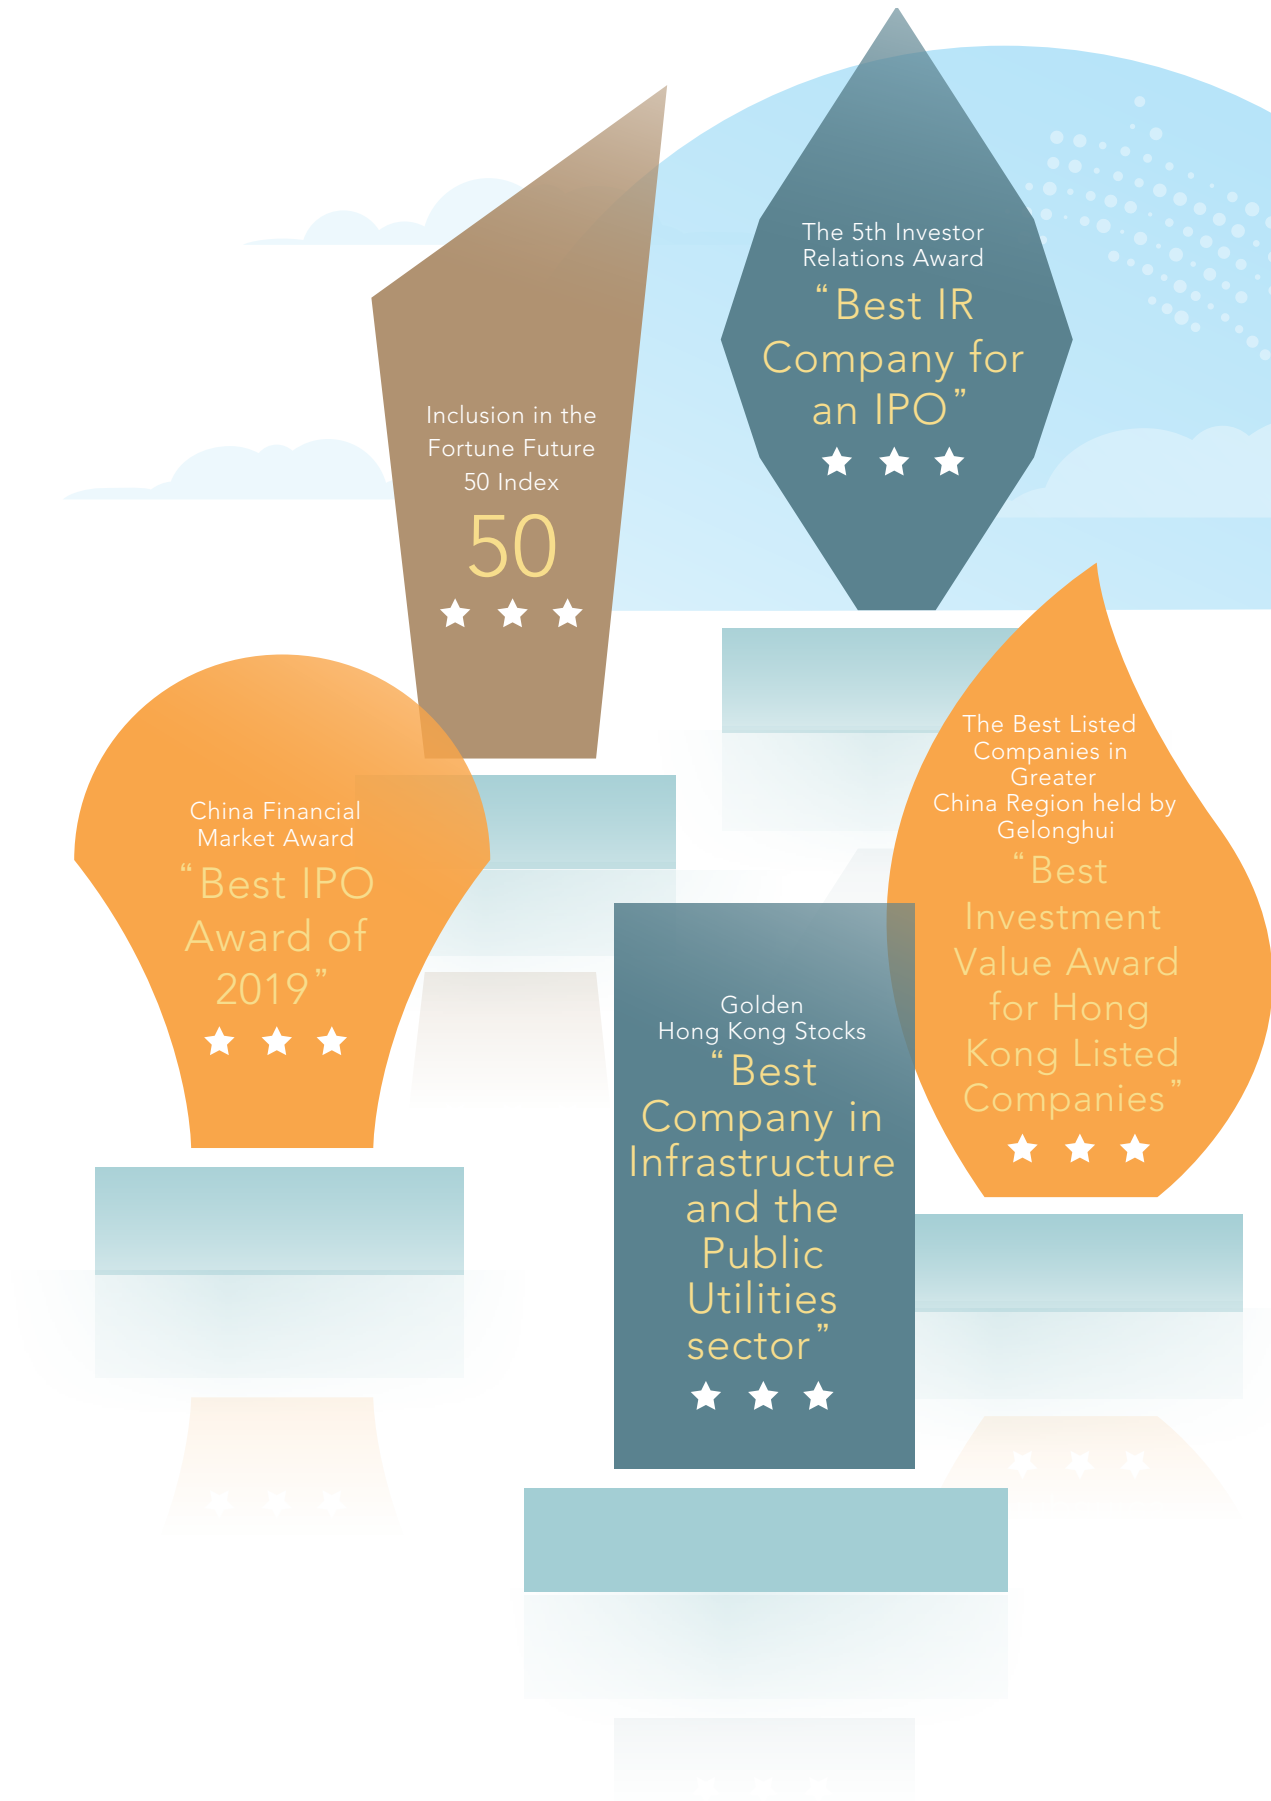 The 5th Investor
Relations Award
“Best IR
Company for
an IPO”
Inclusion in the
Fortune Future
50 Index
50
The Best Listed
Companies in
Greater
China Region held by
Gelonghui
“Best
Investment
Value Award
for Hong
Kong Listed
Companies”
China Financial
Market Award
“Best IPO
Award of
2019”
Golden
Hong Kong Stocks
“Best
Company in
Infrastructure
and the
Public
Utilities
sector”